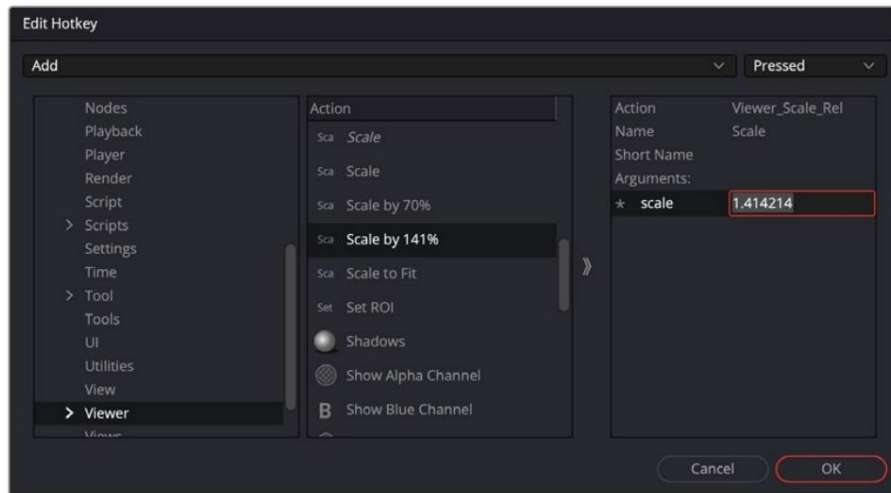 Edit Hotkey
Add
Pressed
Nodes
Playback
Player
Render
Script
Scripts
Settings
Time
Tool
Tools
UI
Utilities
View
Viewer
Views
Action
Sca Scale
Sca Scale
Sca Scale by 70%
Sca Scale by 141%
Sca Scale to Fit
Set Set ROI
Shadows
Show Alpha Channel
B Show Blue Channel
Action Viewer_Scale_Rel
Name Scale
Short Name
Arguments:
* scale 1.414214
Cancel
OK